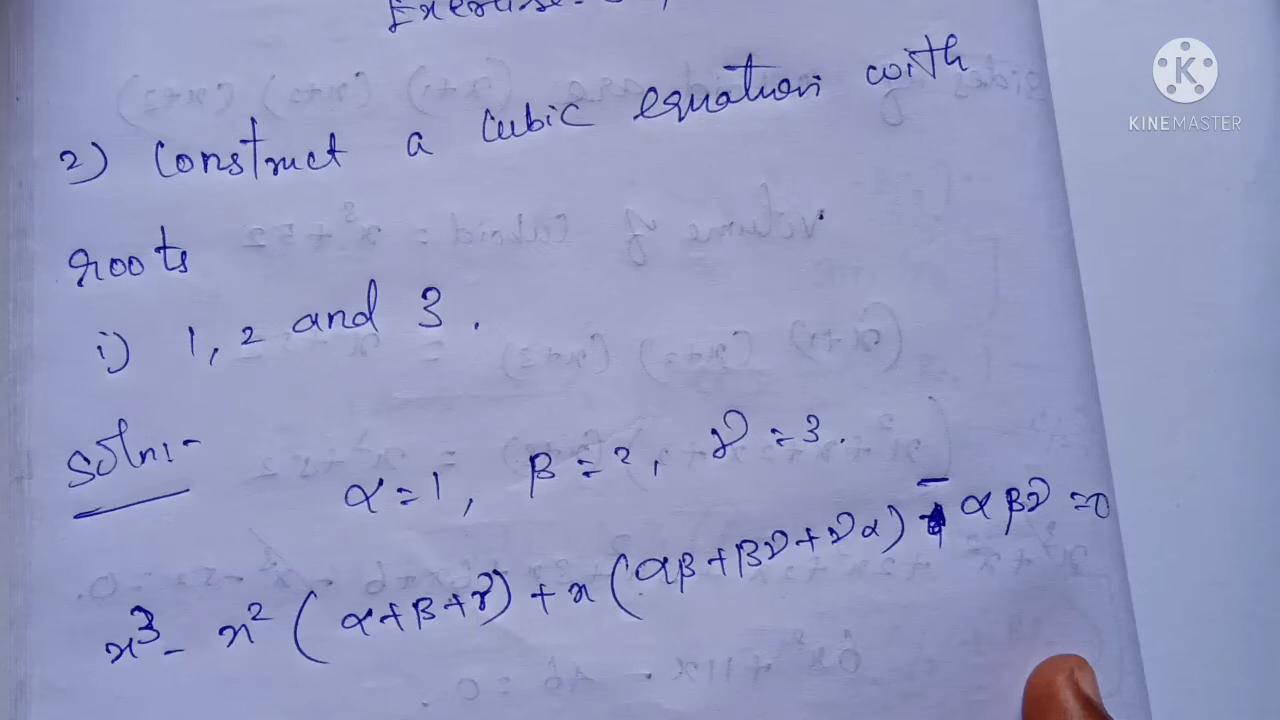 Exercise
2) Construct a cubic equation with
roots
i) 1, 2 and 3.
Soln:-
α = 1, β = 2, γ = 3.
x³ - x² (α + β + γ) + x (αβ + βγ + γα) - αβγ = 0
KINEMASTER